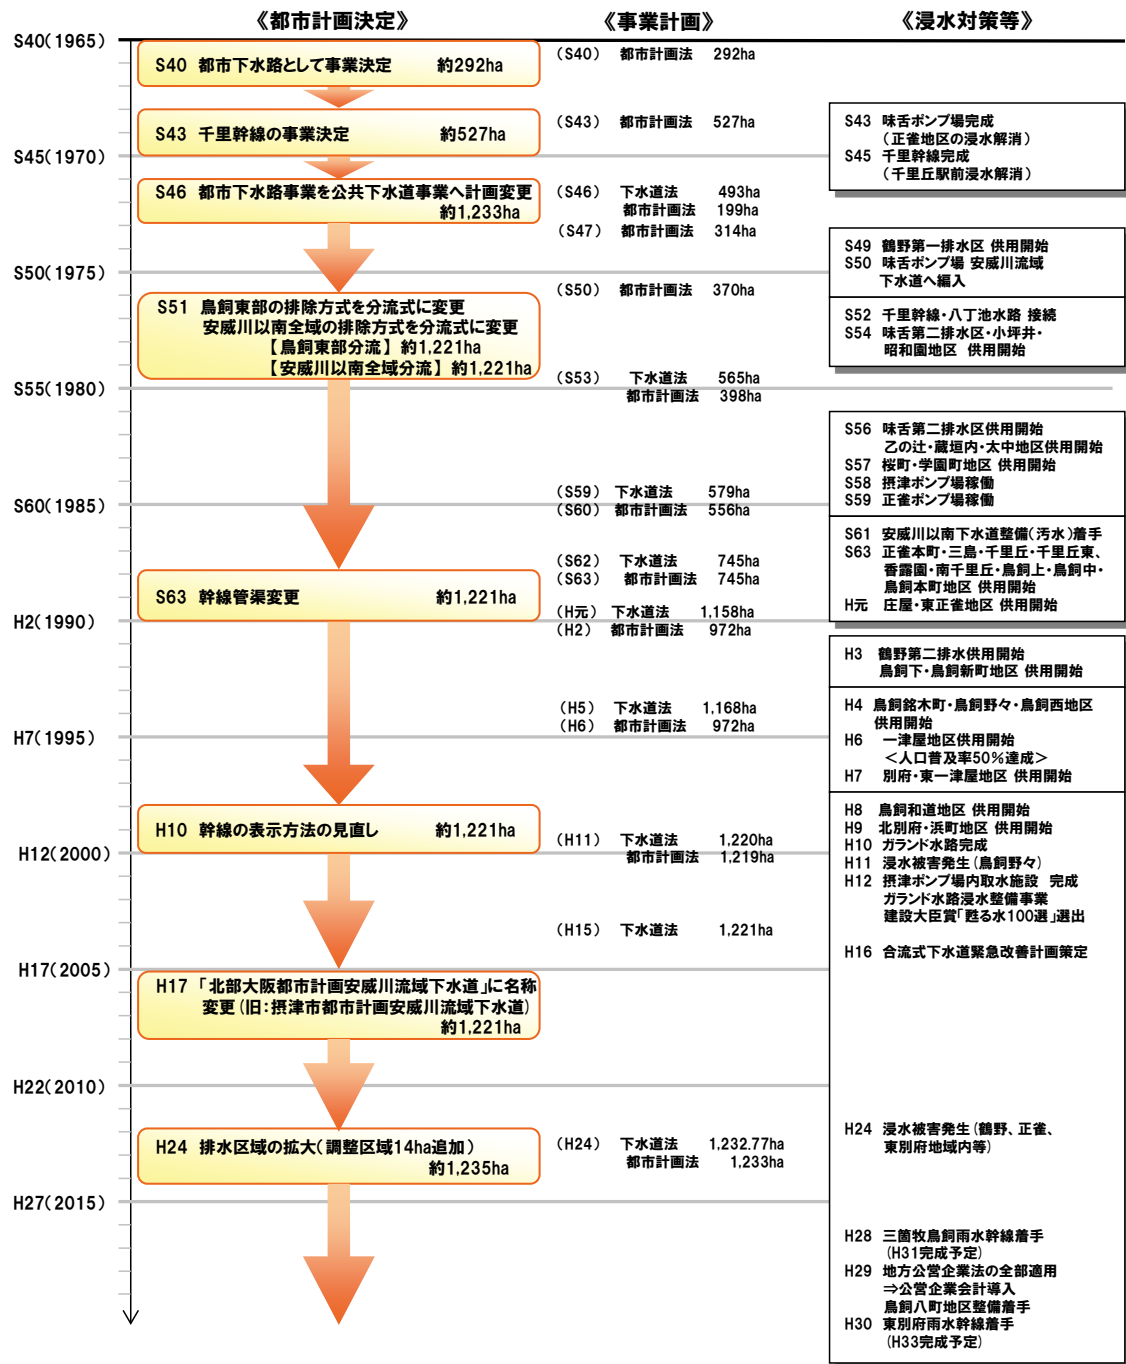 《都市計画決定》
《事業計画》
《浸水対策等》
S40(1965)
S45(1970)
S50(1975)
S55(1980)
S60(1985)
H2(1990)
H7(1995)
H12(2000)
H17(2005)
H22(2010)
H27(2015)
S40 都市下水路として事業決定 約292ha
S43 千里幹線の事業決定 約527ha
S46 都市下水路事業を公共下水道事業へ計画変更
約1,233ha
S51 鳥飼東部の排除方式を分流式に変更
安威川以南全域の排除方式を分流式に変更
【鳥飼東部分流】 約1,221ha
【安威川以南全域分流】 約1,221ha
S63 幹線管渠変更 約1,221ha
H10 幹線の表示方法の見直し 約1,221ha
H17 「北部大阪都市計画安威川流域下水道」に名称
変更(旧:摂津市都市計画安威川流域下水道)
約1,221ha
H24 排水区域の拡大(調整区域14ha追加)
約1,235ha
(S40) 都市計画法 292ha
(S43) 都市計画法 527ha
(S46) 下水道法 493ha
都市計画法 199ha
(S47) 都市計画法 314ha
(S50) 都市計画法 370ha
(S53) 下水道法 565ha
都市計画法 398ha
(S59) 下水道法 579ha
(S60) 都市計画法 556ha
(S62) 下水道法 745ha
(S63) 都市計画法 745ha
(H元) 下水道法 1,158ha
(H2) 都市計画法 972ha
(H5) 下水道法 1,168ha
(H6) 都市計画法 972ha
(H11) 下水道法 1,220ha
都市計画法 1,219ha
(H15) 下水道法 1,221ha
(H24) 下水道法 1,232.77ha
都市計画法 1,233ha
S43 味舌ポンプ場完成
(正雀地区の浸水解消)
S45 千里幹線完成
(千里丘駅前浸水解消)
S49 鶴野第一排水区 供用開始
S50 味舌ポンプ場 安威川流域
下水道へ編入
S52 千里幹線・八丁池水路 接続
S54 味舌第二排水区・小坪井・
昭和園地区 供用開始
S56 味舌第二排水区供用開始
乙の辻・蔵垣内・太中地区供用開始
S57 桜町・学園町地区 供用開始
S58 摂津ポンプ場稼働
S59 正雀ポンプ場稼働
S61 安威川以南下水道整備(汚水)着手
S63 正雀本町・三島・千里丘・千里丘東、
香露園・南千里丘・鳥飼上・鳥飼中・
鳥飼本町地区 供用開始
H元 庄屋・東正雀地区 供用開始
H3 鶴野第二排水供用開始
鳥飼下・鳥飼新町地区 供用開始
H4 鳥飼銘木町・鳥飼野々・鳥飼西地区
供用開始
H6 一津屋地区供用開始
<人口普及率50%達成>
H7 別府・東一津屋地区 供用開始
H8 鳥飼和道地区 供用開始
H9 北別府・浜町地区 供用開始
H10 ガランド水路完成
H11 浸水被害発生(鳥飼野々)
H12 摂津ポンプ場内取水施設 完成
ガランド水路浸水整備事業
建設大臣賞「甦る水100選」選出
H16 合流式下水道緊急改善計画策定
H24 浸水被害発生(鶴野、正雀、
東別府地域内等)
H28 三箇牧鳥飼雨水幹線着手
(H31完成予定)
H29 地方公営企業法の全部適用
⇒公営企業会計導入
鳥飼八町地区整備着手
H30 東別府雨水幹線着手
(H33完成予定)